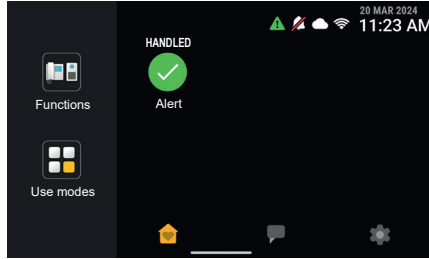 20 MAR 2024
11:23 AM
HANDLED
Alert
Functions
Use modes